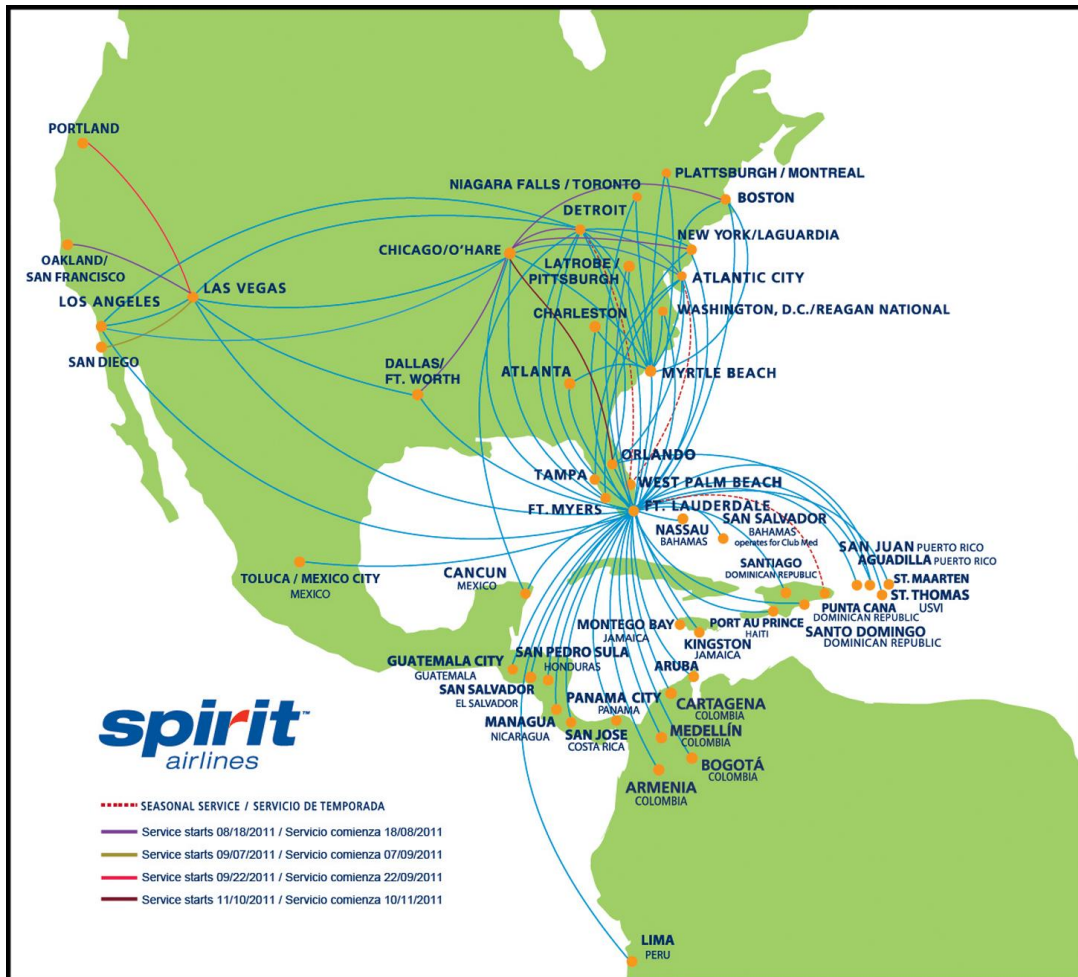 PORTLAND
PLATTSBURGH / MONTREAL
NIAGARA FALLS / TORONTO
BOSTON
DETROIT
NEW YORK/LAGUARDIA
CHICAGO/O'HARE
LATROBE /
PITTSBURGH
ATLANTIC CITY
OAKLAND/
SAN FRANCISCO
LAS VEGAS
LOS ANGELES
CHARLESTON
WASHINGTON, D.C./REAGAN NATIONAL
SAN DIEGO
DALLAS/
FT. WORTH
ATLANTA
MYRTLE BEACH
ORLANDO
TAMPA
WEST PALM BEACH
FT. MYERS
FT. LAUDERDALE
NASSAU
BAHAMAS
SAN SALVADOR
BAHAMAS
operates for Club Med
SAN JUAN PUERTO RICO
AGUADILLA PUERTO RICO
SANTIAGO
DOMINICAN REPUBLIC
ST. MAARTEN
ST. THOMAS
USVI
TOLUCA / MEXICO CITY
MEXICO
CANCUN
MEXICO
PUNTA CANA
DOMINICAN REPUBLIC
MONTEGO BAY
JAMAICA
PORT AU PRINCE
HAITI
SANTO DOMINGO
DOMINICAN REPUBLIC
KINGSTON
JAMAICA
GUATEMALA CITY
GUATEMALA
SAN PEDRO SULA
HONDURAS
ARUBA
SAN SALVADOR
EL SALVADOR
PANAMA CITY
PANAMA
CARTAGENA
COLOMBIA
MANAGUA
NICARAGUA
SAN JOSE
COSTA RICA
MEDELLÍN
COLOMBIA
BOGOTÁ
COLOMBIA
ARMENIA
COLOMBIA
LIMA
PERU
spirit™
airlines
SEASONAL SERVICE / SERVICIO DE TEMPORADA
Service starts 08/18/2011 / Servicio comienza 18/08/2011
Service starts 09/07/2011 / Servicio comienza 07/09/2011
Service starts 09/22/2011 / Servicio comienza 22/09/2011
Service starts 11/10/2011 / Servicio comienza 10/11/2011